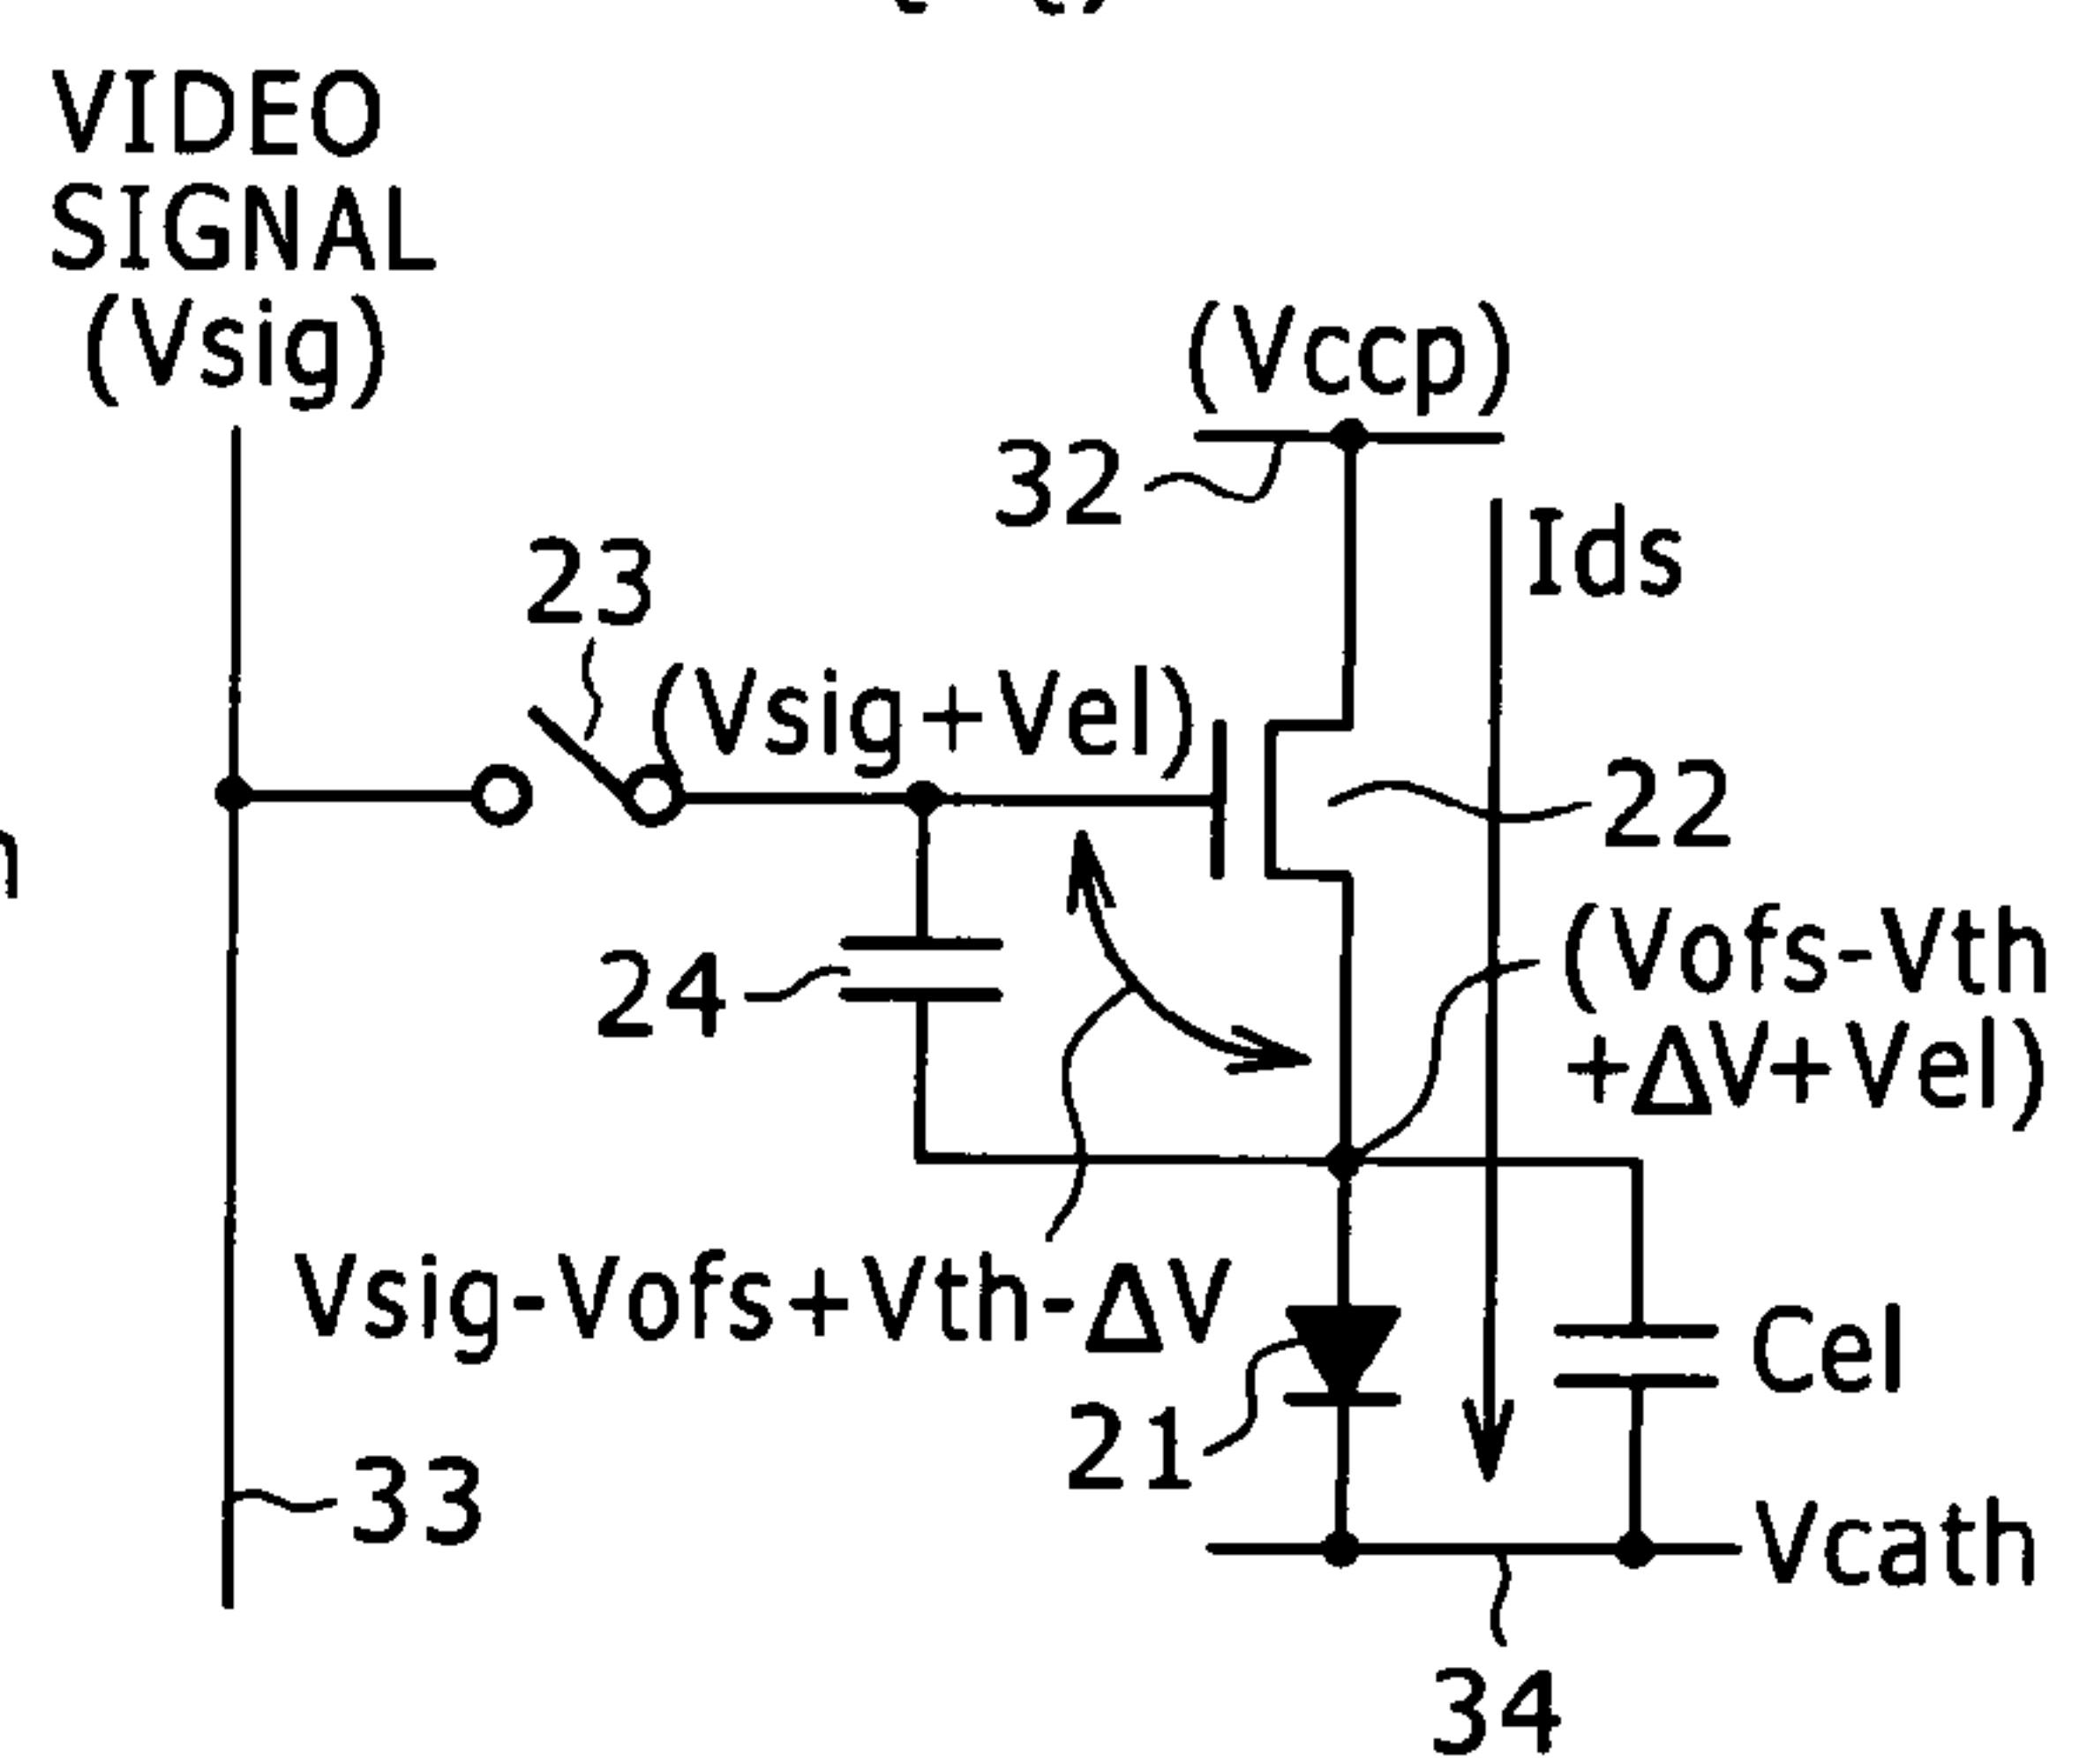 VIDEO
SIGNAL
(Vsig)
(Vccp)
32
Ids
23
(Vsig+Vel)
22
24
(Vofs-Vth
+ΔV+Vel)
Vsig-Vofs+Vth-ΔV
Cel
21
33
Vcath
34